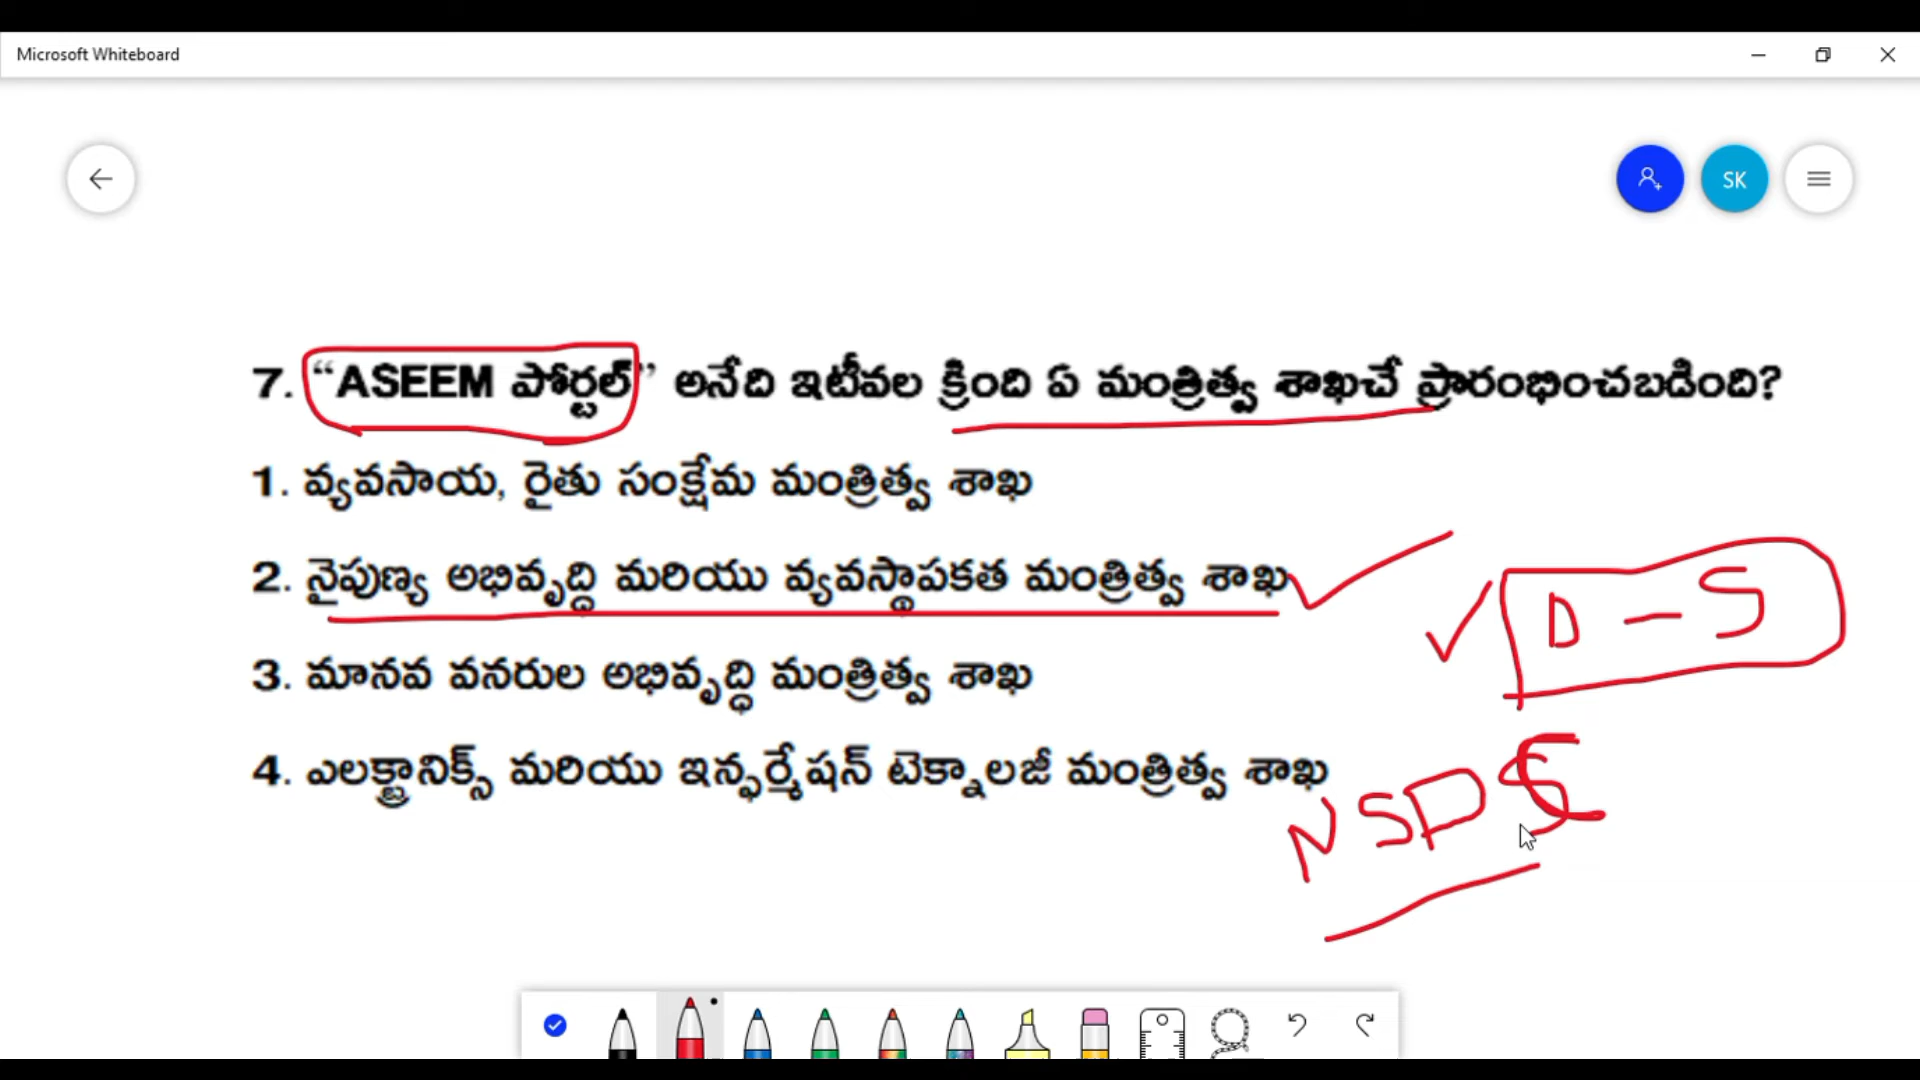 Microsoft Whiteboard
SK
7. “ASEEM పోర్టల్” అనేది ఇటీవల క్రింది ఏ మంత్రిత్వ శాఖచే ప్రారంభించబడింది?
1. వ్యవసాయ, రైతు సంక్షేమ మంత్రిత్వ శాఖ
2. నైపుణ్య అభివృద్ది మరియు వ్యవస్థాపకత మంత్రిత్వ శాఖ
D - S
3. మానవ వనరుల అభివృద్ధి మంత్రిత్వ శాఖ
4. ఎలక్ట్రానిక్స్ మరియు ఇన్ఫర్మేషన్ టెక్నాలజీ మంత్రిత్వ శాఖ
NSD